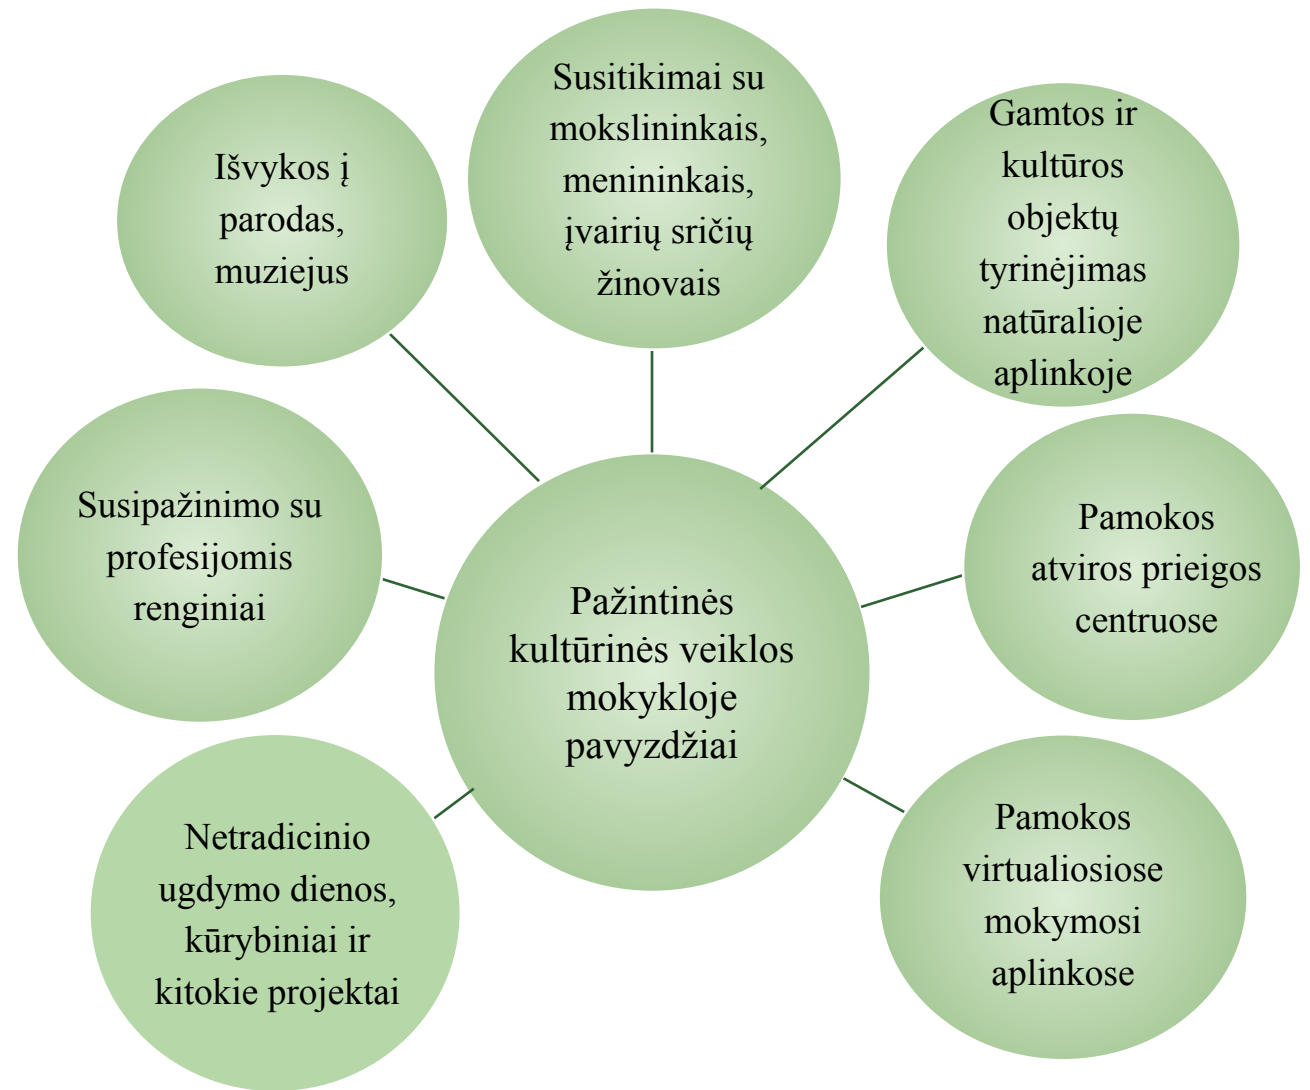 Susitikimai su
mokslininkais,
menininkais,
įvairių sričių
žinovais
Gamtos ir
kultūros
objektų
tyrinėjimas
natūralioje
aplinkoje
Išvykos į
parodas,
muziejus
Susipažinimo su
profesijomis
renginiai
Pamokos
atviros prieigos
centruose
Pažintinės
kultūrinės veiklos
mokykloje
pavyzdžiai
Netradicinio
ugdymo dienos,
kūrybiniai ir
kitokie projektai
Pamokos
virtualiosiose
mokymosi
aplinkose